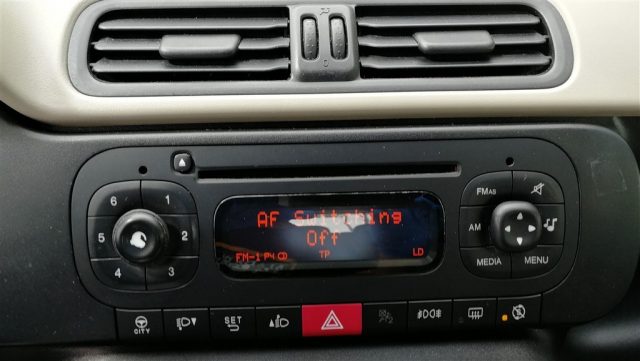 6 1
5 2
4 3
AF Switching
Off
FM-1 P4
TP
LD
FMAS
AM
MEDIA
MENU
CITY
SET